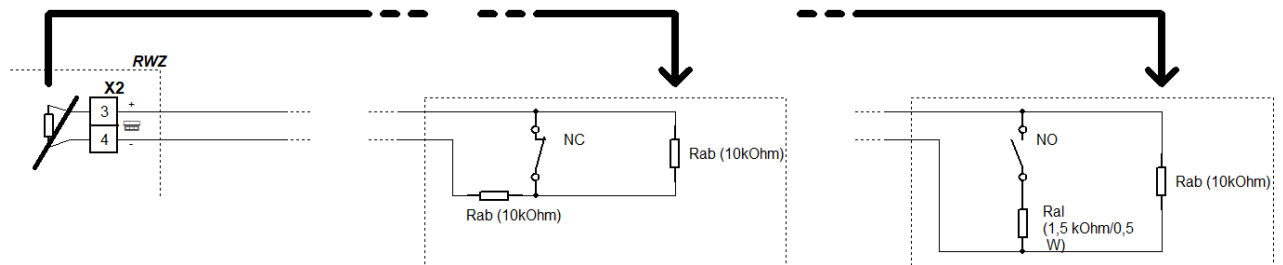 RWZ
X2
3
+
4
-
NC
Rab (10kOhm)
Rab (10kOhm)
NO
Rab (10kOhm)
Ral
(1,5 kOhm/0,5
W)